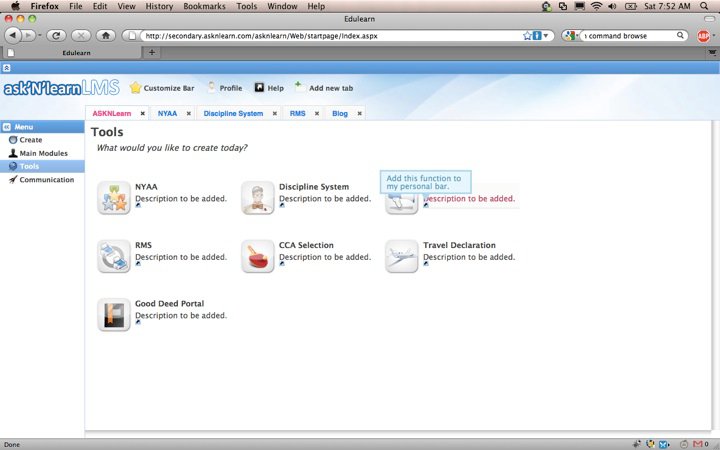 Firefox File Edit View History Bookmarks Tools Window Help
Sat 7:52 AM
Edulearn
http://secondary.asknlearn.com/asknlearn/Web/startpage/Index.aspx
command browse
ABP
Edulearn
ask'N'learn LMS
Customize Bar Profile Help Add new tab
ASKNLearn NYAA Discipline System RMS Blog
Menu
Create
Main Modules
Tools
Communication
Tools
What would you like to create today?
NYAA
Description to be added.
Discipline System
Description to be added.
Add this function to
my personal bar.
Description to be added.
RMS
Description to be added.
CCA Selection
Description to be added.
Travel Declaration
Description to be added.
Good Deed Portal
Description to be added.
Done
0